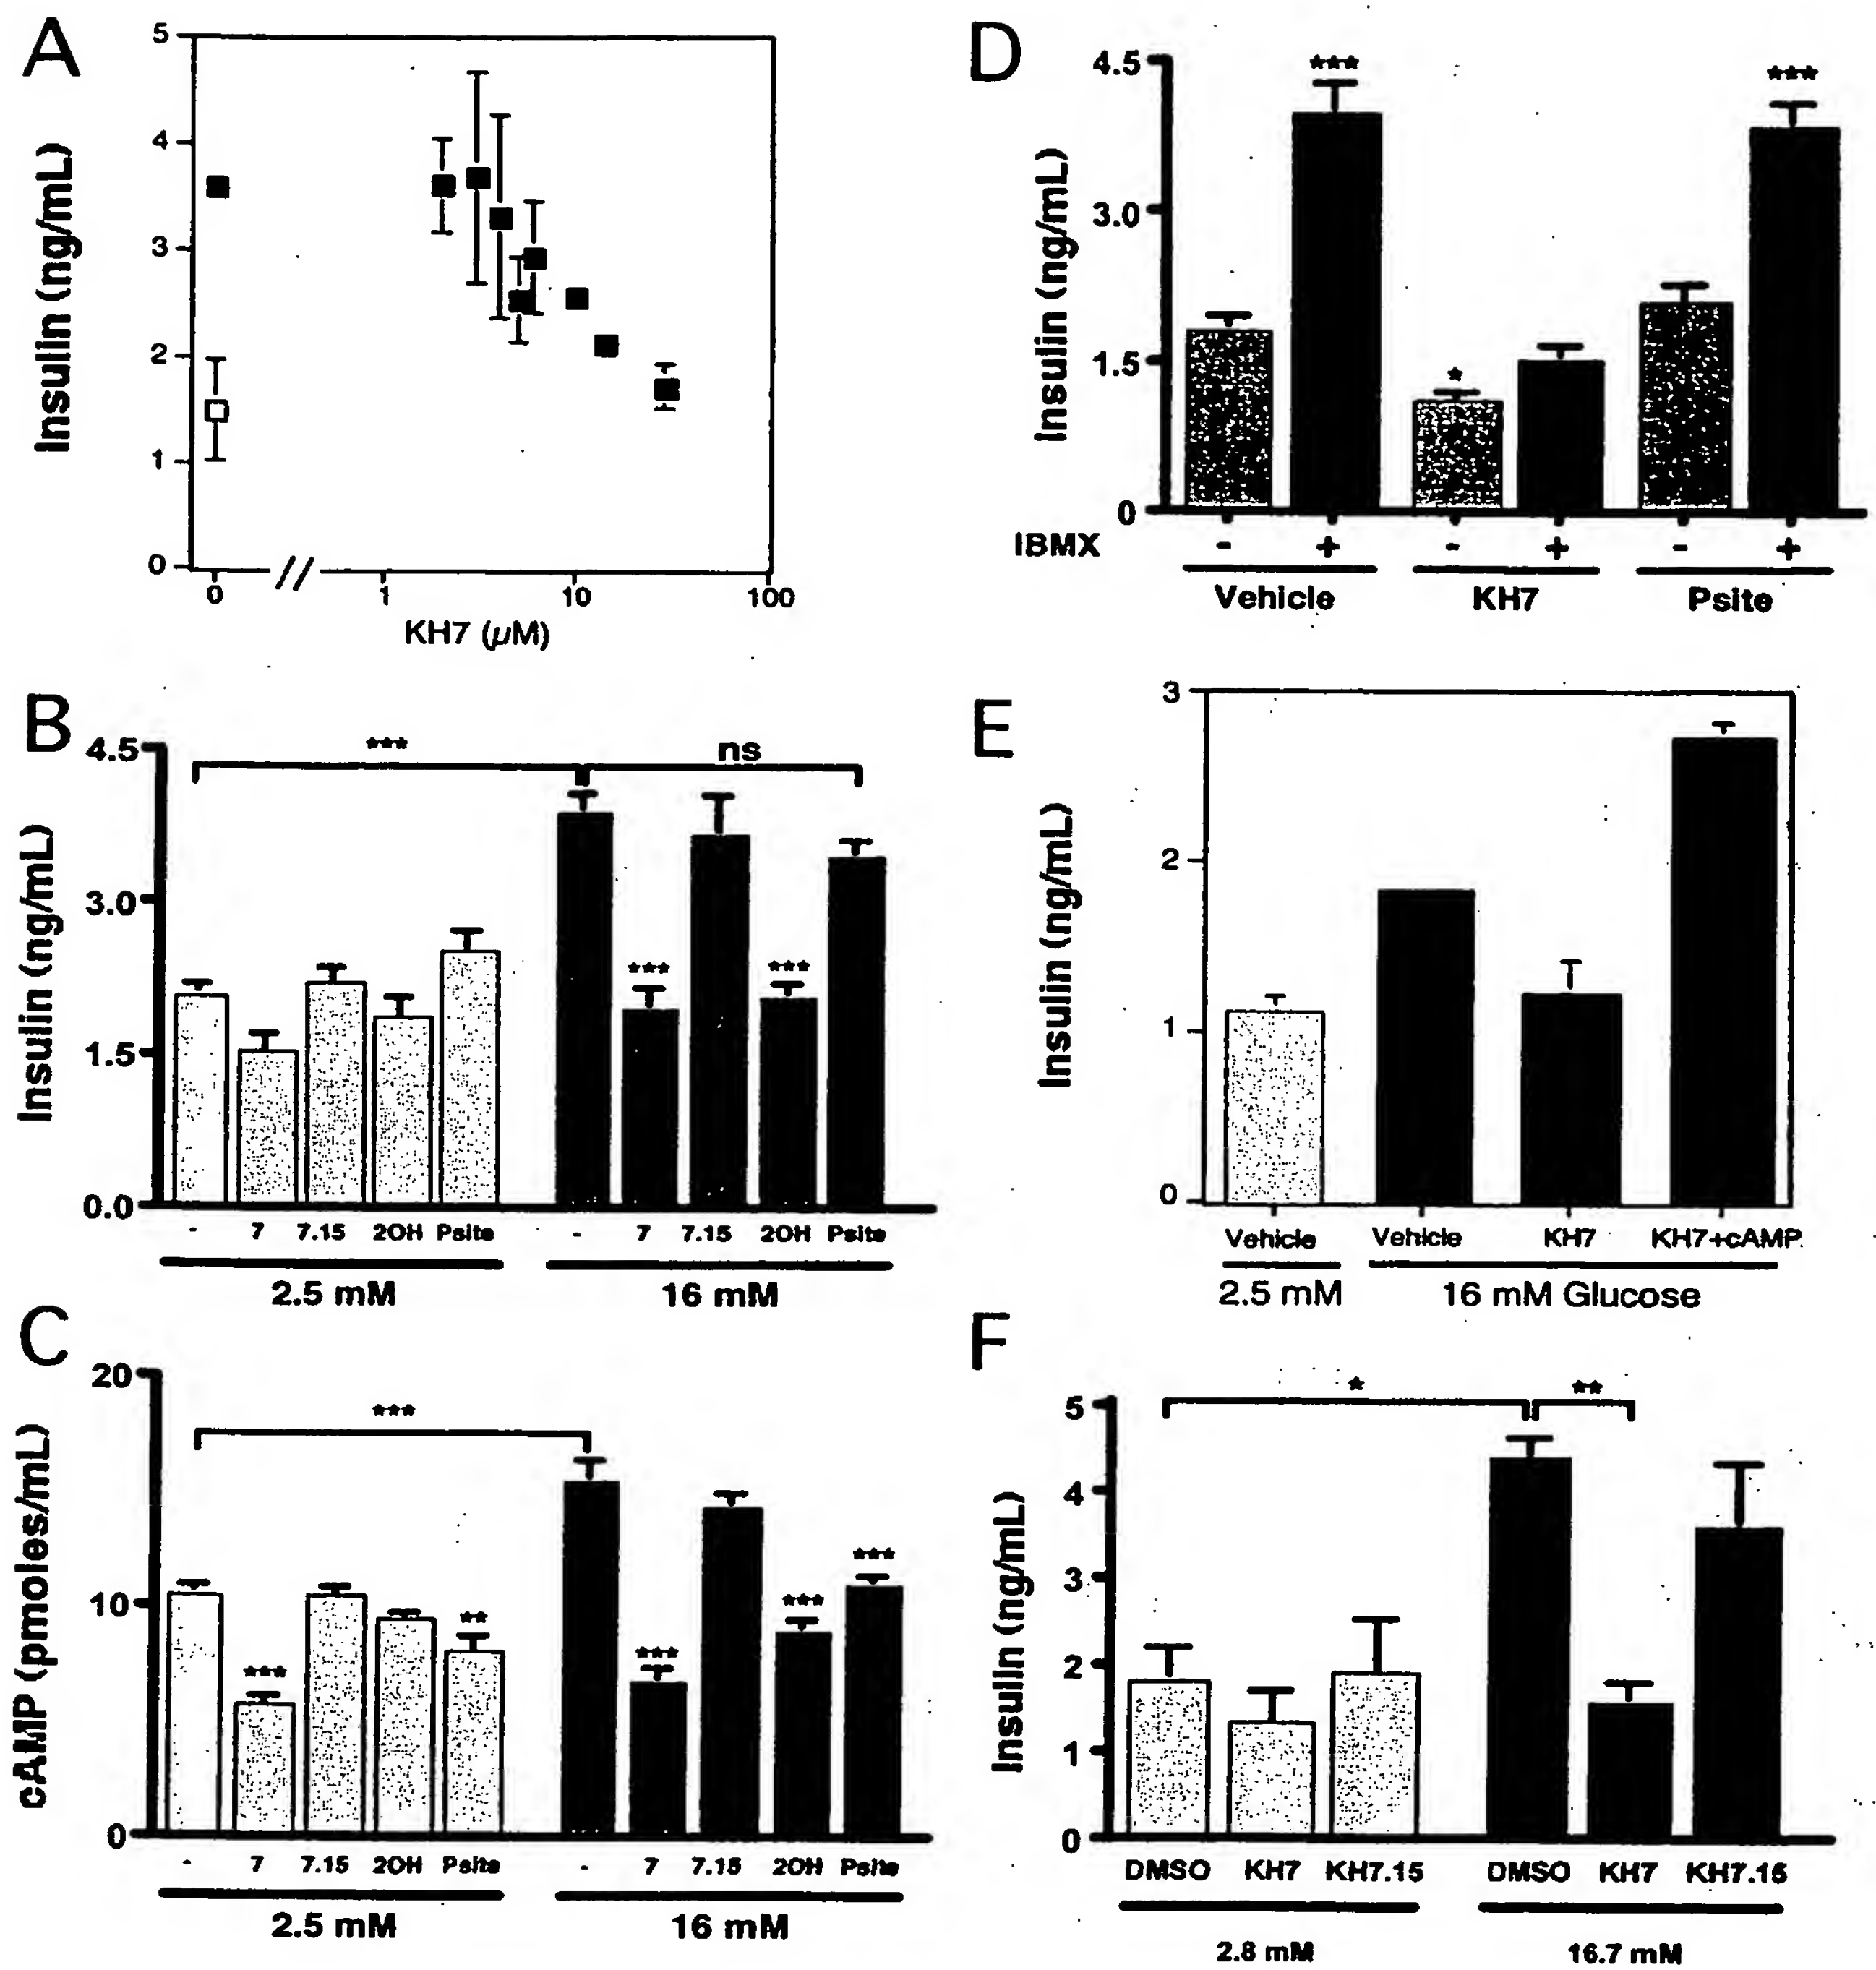 A
5
4
3
2
1
0
Insulin (ng/mL)
0 // 1 10 100
KH7 (µM)
B
4.5
3.0
1.5
0.0
Insulin (ng/mL)
*** ns
*** ***
- 7 7.15 2OH Psite - 7 7.15 2OH Psite
2.5 mM 16 mM
C
20
10
0
cAMP (pmoles/mL)
***
*** ** *** *** ***
- 7 7.15 2OH Psite - 7 7.15 2OH Psite
2.5 mM 16 mM
D
4.5
3.0
1.5
0
Insulin (ng/mL)
*** * ***
IBMX - + - + - +
Vehicle KH7 Psite
E
3
2
1
0
Insulin (ng/mL)
Vehicle Vehicle KH7 KH7+cAMP
2.5 mM 16 mM Glucose
F
5
4
3
2
1
0
Insulin (ng/mL)
* **
DMSO KH7 KH7.15 DMSO KH7 KH7.15
2.8 mM 16.7 mM